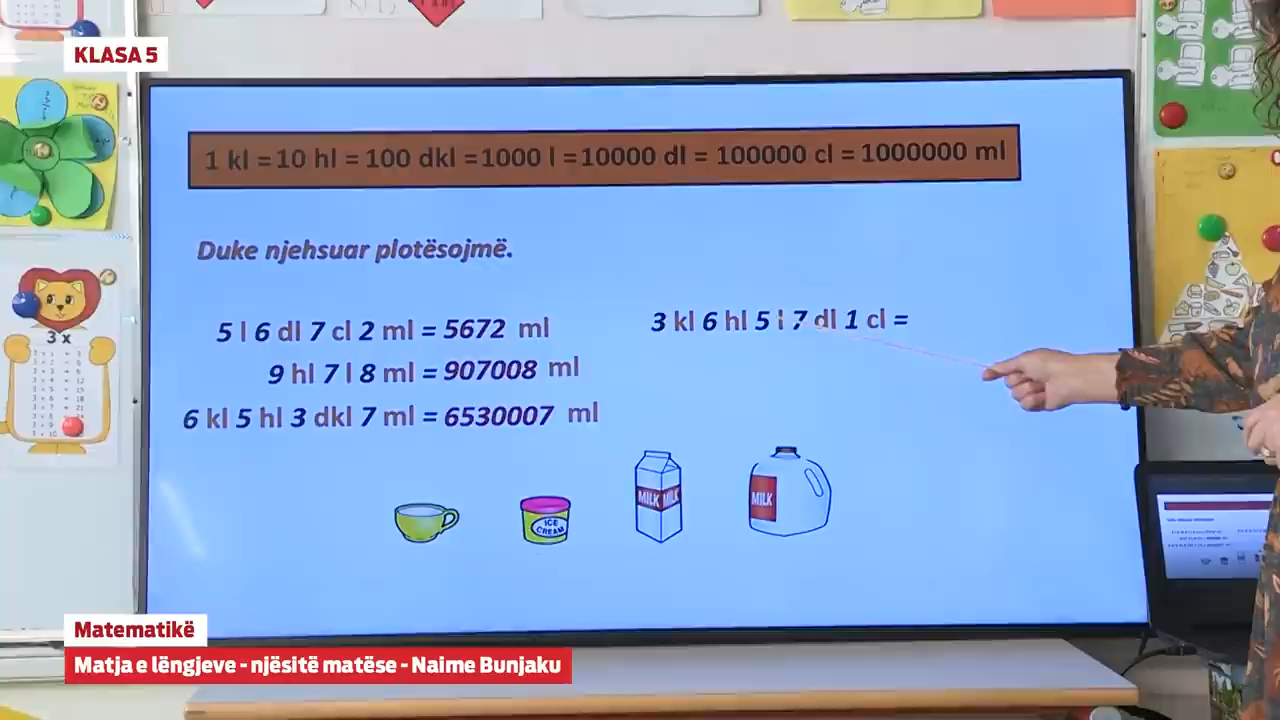 KLASA 5
1 kl = 10 hl = 100 dkl = 1000 l = 10000 dl = 100000 cl = 1000000 ml
Duke njehsuar plotësojmë.
5 l 6 dl 7 cl 2 ml = 5672 ml
9 hl 7 l 8 ml = 907008 ml
6 kl 5 hl 3 dkl 7 ml = 6530007 ml
3 kl 6 hl 5 l 7 dl 1 cl =
ICE
CREAM
MILK MILK
MILK
3 x
Matematikë
Matja e lëngjeve - njësitë matëse - Naime Bunjaku